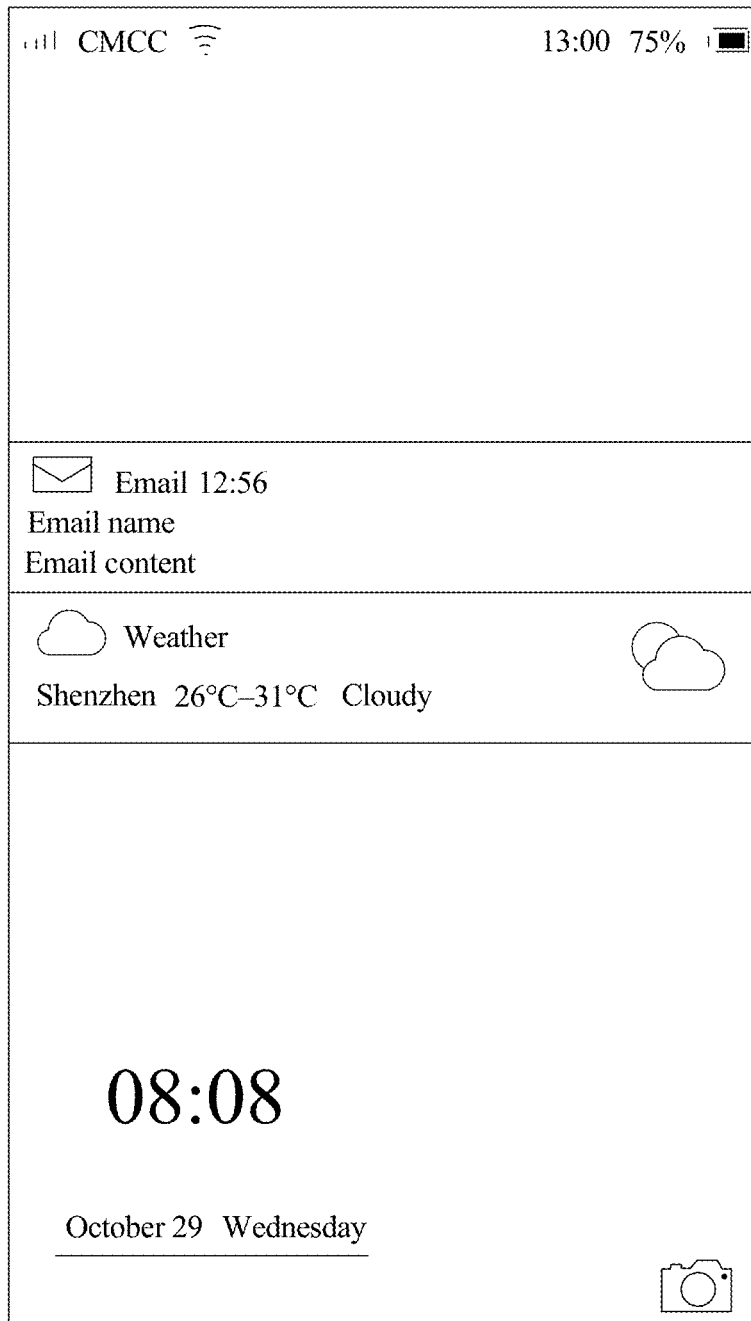 CMCC 13:00 75%
Email 12:56
Email name
Email content
Weather
Shenzhen 26°C–31°C Cloudy
08:08
October 29 Wednesday